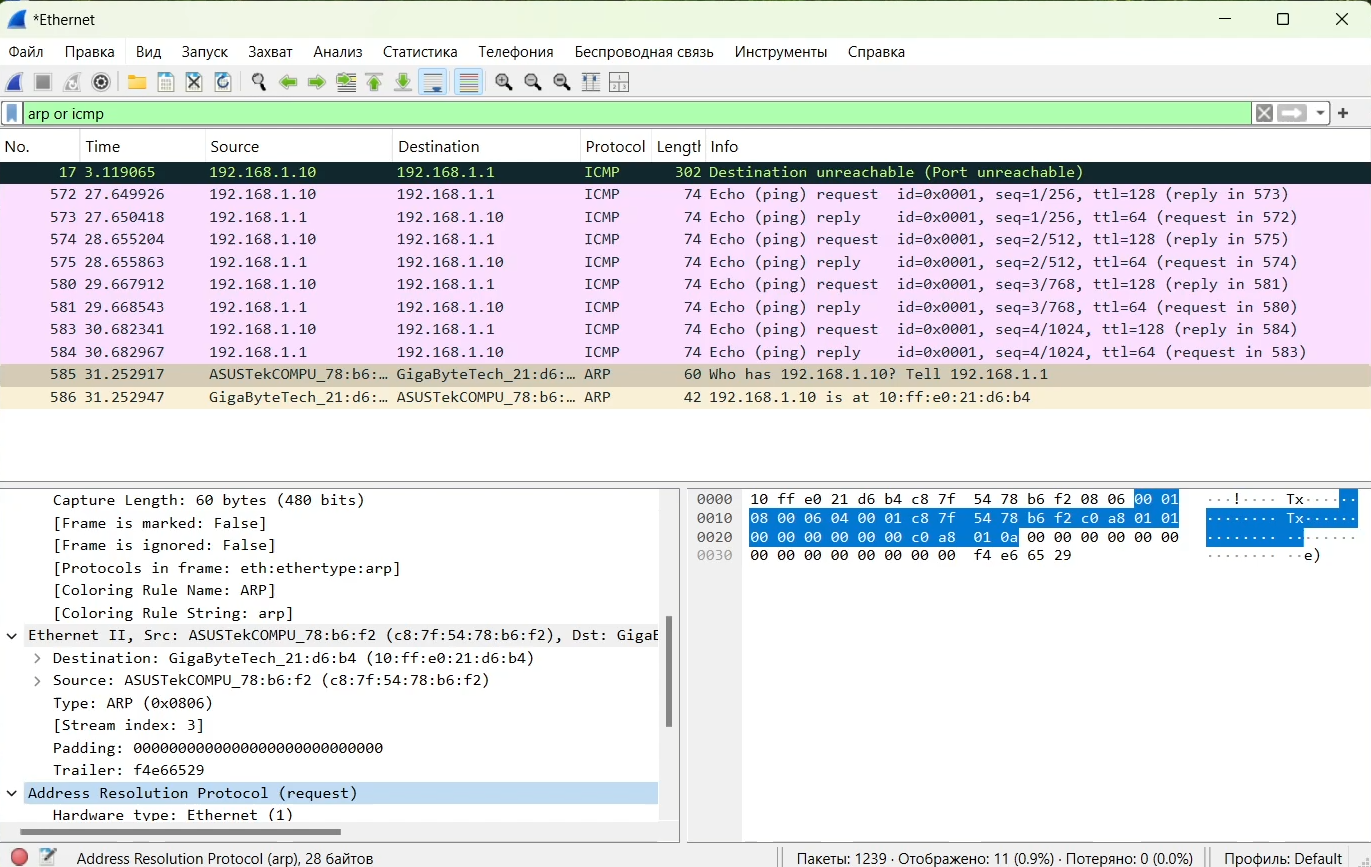 *Ethernet
Файл Правка Вид Запуск Захват Анализ Статистика Телефония Беспроводная связь Инструменты Справка
arp or icmp
No. Time Source Destination Protocol Length Info
17 3.119065 192.168.1.10 192.168.1.1 ICMP 302 Destination unreachable (Port unreachable)
572 27.649926 192.168.1.10 192.168.1.1 ICMP 74 Echo (ping) request id=0x0001, seq=1/256, ttl=128 (reply in 573)
573 27.650418 192.168.1.1 192.168.1.10 ICMP 74 Echo (ping) reply id=0x0001, seq=1/256, ttl=64 (request in 572)
574 28.655204 192.168.1.10 192.168.1.1 ICMP 74 Echo (ping) request id=0x0001, seq=2/512, ttl=128 (reply in 575)
575 28.655863 192.168.1.1 192.168.1.10 ICMP 74 Echo (ping) reply id=0x0001, seq=2/512, ttl=64 (request in 574)
580 29.667912 192.168.1.10 192.168.1.1 ICMP 74 Echo (ping) request id=0x0001, seq=3/768, ttl=128 (reply in 581)
581 29.668543 192.168.1.1 192.168.1.10 ICMP 74 Echo (ping) reply id=0x0001, seq=3/768, ttl=64 (request in 580)
583 30.682341 192.168.1.10 192.168.1.1 ICMP 74 Echo (ping) request id=0x0001, seq=4/1024, ttl=128 (reply in 584)
584 30.682967 192.168.1.1 192.168.1.10 ICMP 74 Echo (ping) reply id=0x0001, seq=4/1024, ttl=64 (request in 583)
585 31.252917 ASUSTekCOMPU_78:b6:… GigaByteTech_21:d6:… ARP 60 Who has 192.168.1.10? Tell 192.168.1.1
586 31.252947 GigaByteTech_21:d6:… ASUSTekCOMPU_78:b6:… ARP 42 192.168.1.10 is at 10:ff:e0:21:d6:b4
Capture Length: 60 bytes (480 bits)
[Frame is marked: False]
[Frame is ignored: False]
[Protocols in frame: eth:ethertype:arp]
[Coloring Rule Name: ARP]
[Coloring Rule String: arp]
Ethernet II, Src: ASUSTekCOMPU_78:b6:f2 (c8:7f:54:78:b6:f2), Dst: GigaB
Destination: GigaByteTech_21:d6:b4 (10:ff:e0:21:d6:b4)
Source: ASUSTekCOMPU_78:b6:f2 (c8:7f:54:78:b6:f2)
Type: ARP (0x0806)
[Stream index: 3]
Padding: 0000000000000000000000000000
Trailer: f4e66529
Address Resolution Protocol (request)
Hardware type: Ethernet (1)
0000 10 ff e0 21 d6 b4 c8 7f 54 78 b6 f2 08 06 00 01 ···!···· Tx······
0010 08 00 06 04 00 01 c8 7f 54 78 b6 f2 c0 a8 01 01 ········ Tx······
0020 00 00 00 00 00 00 c0 a8 01 0a 00 00 00 00 00 00 ········ ········
0030 00 00 00 00 00 00 00 00 f4 e6 65 29 ········ ··e)
Address Resolution Protocol (arp), 28 байтов Пакеты: 1239 · Отображено: 11 (0.9%) · Потеряно: 0 (0.0%) Профиль: Default